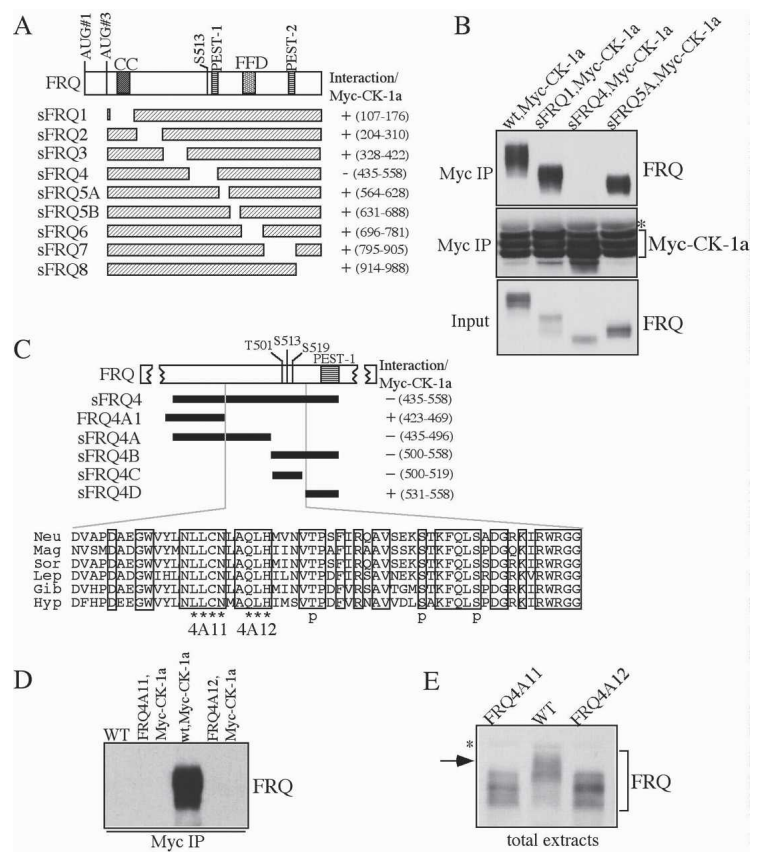 A
AUG#1
AUG#3
CC
S513
PEST-1
FFD
PEST-2
FRQ
Interaction/
Myc-CK-1a
sFRQ1 + (107-176)
sFRQ2 + (204-310)
sFRQ3 + (328-422)
sFRQ4 - (435-558)
sFRQ5A + (564-628)
sFRQ5B + (631-688)
sFRQ6 + (696-781)
sFRQ7 + (795-905)
sFRQ8 + (914-988)
B
wt,Myc-CK-1a
sFRQ1,Myc-CK-1a
sFRQ4,Myc-CK-1a
sFRQ5A,Myc-CK-1a
Myc IP FRQ
*
Myc IP Myc-CK-1a
Input FRQ
C
T501 S513 S519
PEST-1
FRQ
Interaction/
Myc-CK-1a
sFRQ4 − (435-558)
FRQ4A1 + (423-469)
sFRQ4A − (435-496)
sFRQ4B − (500-558)
sFRQ4C − (500-519)
sFRQ4D + (531-558)
Neu DVAPDAEGWVYLNLLCNLAQLHMVNVTPSFIRQAVSEKSTKFQLSADGRKIRWRGG
Mag NVSMDADGWVYMNLLCNLAQLHIINVTPAFIRQAVSEKSTKFQLSPDGQKIRWRGG
Sor DVAPDAEGWVYLNLLCNLAQLHMINVTPSFIRQAVSEKSTKFQLSADGRKIRWRGG
Lep DVAPDADGWIHLNLLCNLAQLHILNVTPDFIRSAVSNEKSTKFQLSPDGRKIRWRGG
Gib DVHPDAEGWVYLNLLCNLAQLHIINVTPDFVRSAVTGMSTKFQLSPDGRKIRWRGG
Hyp DFHPDEEGWVYLNLLCNLAQLHIMSVTPDFVRNAVVDLSAKFQLSPDGRKIRWRGG
**** ***
4A11 4A12 p p p
D
WT
FRQ4A11,
Myc-CK-1a
wt,Myc-CK-1a
FRQ4A12,
Myc-CK-1a
FRQ
Myc IP
E
FRQ4A11
WT
FRQ4A12
*
FRQ
total extracts